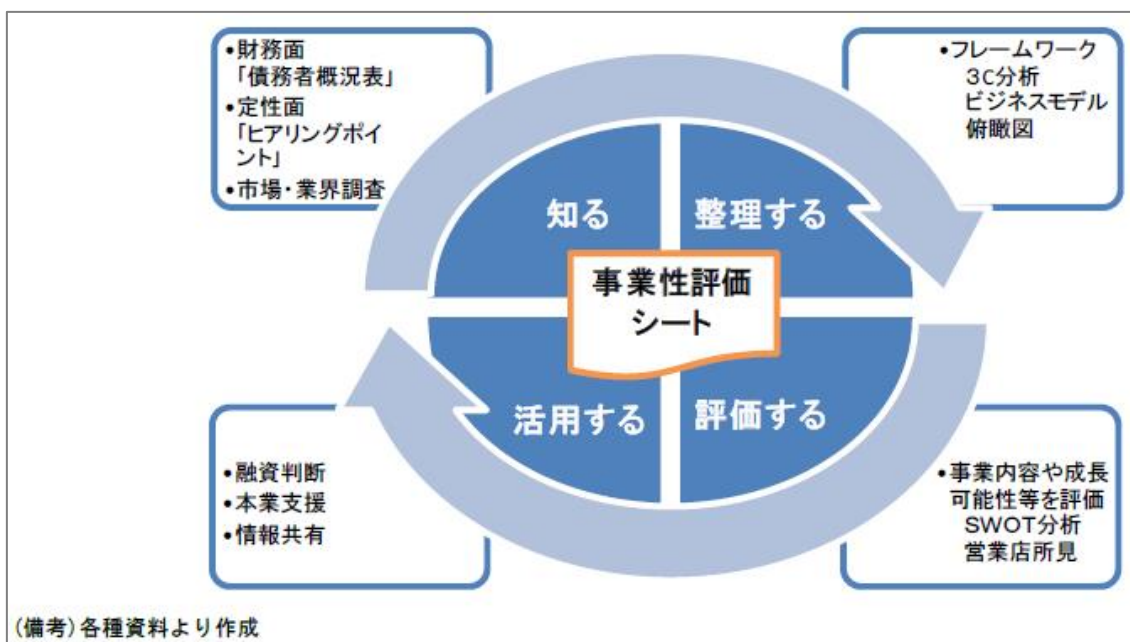 •財務面
「債務者概況表」
•定性面
「ヒアリングポイ
ント」
•市場・業界調査
•フレームワーク
3C分析
ビジネスモデル
俯瞰図
知る
整理する
事業性評価
シート
活用する
評価する
•融資判断
•本業支援
•情報共有
•事業内容や成長
可能性等を評価
SWOT分析
営業店所見
(備考)各種資料より作成